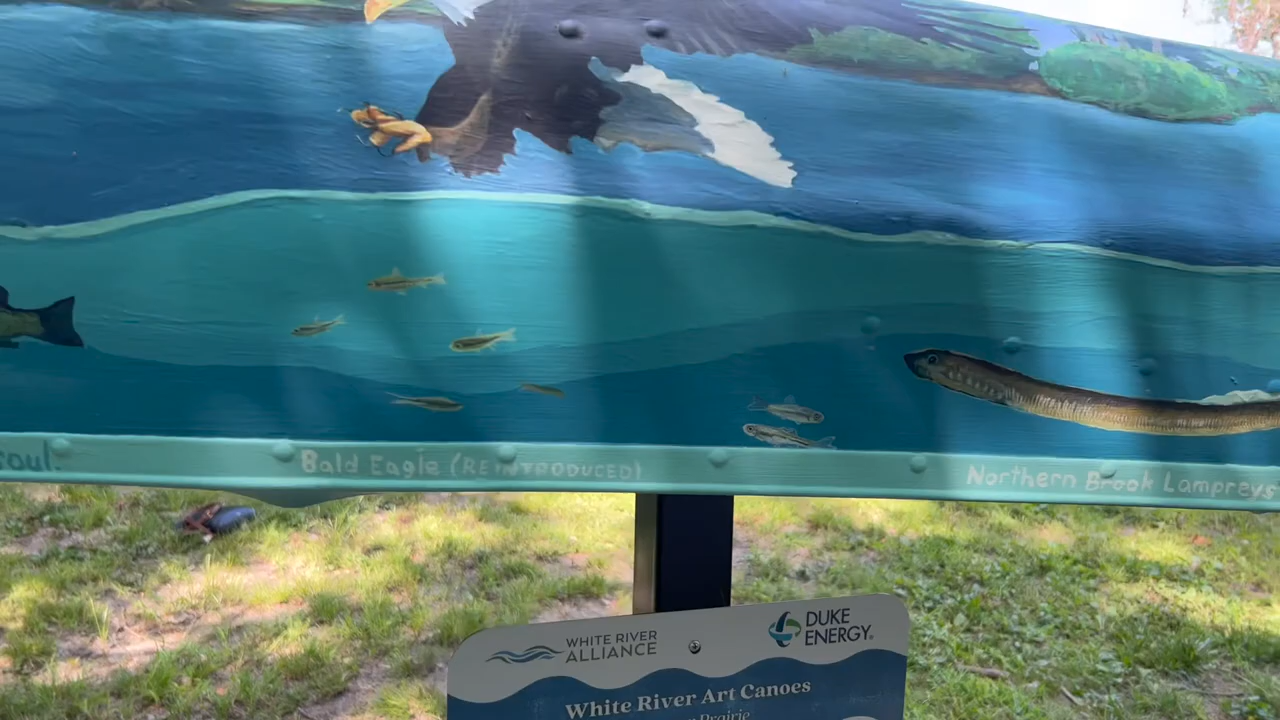 soul.
Bald Eagle (REINTRODUCED)
Northern Brook Lampreys
WHITE RIVER
ALLIANCE
DUKE
ENERGY®
White River Art Canoes
Prairie